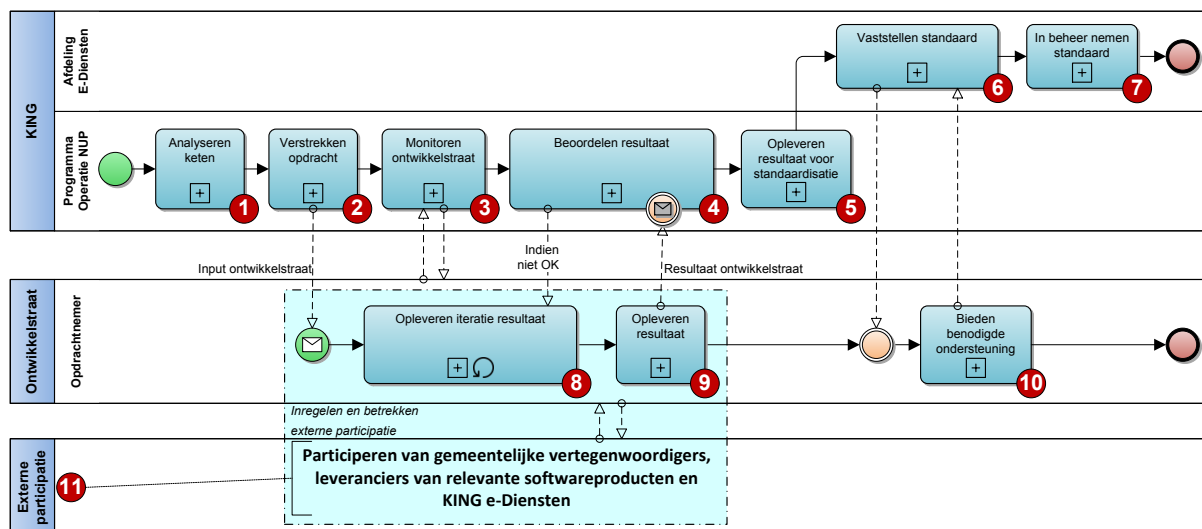 KING
Afdeling
E-Diensten
Vaststellen standaard
6
In beheer nemen
standaard
7
Programma
Operatie NUP
Analyseren
keten
1
Verstrekken
opdracht
2
Monitoren
ontwikkelstraat
3
Beoordelen resultaat
4
Opleveren
resultaat voor
standaardisatie
5
Input ontwikkelstraat
Indien
niet OK
Resultaat ontwikkelstraat
Ontwikkelstraat
Opdrachtnemer
Opleveren iteratie resultaat
8
Opleveren
resultaat
9
Bieden
benodigde
ondersteuning
10
Inregelen en betrekken
externe participatie
Externe
participatie
11
Participeren van gemeentelijke vertegenwoordigers,
leveranciers van relevante softwareproducten en
KING e-Diensten